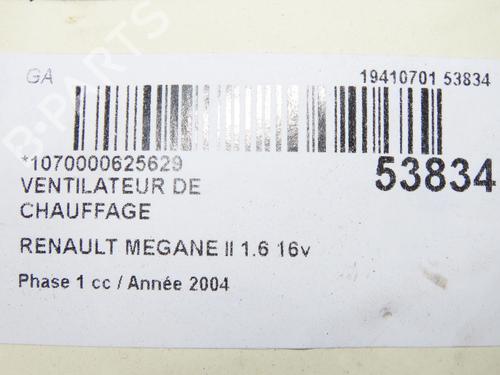 GA
19410701 53834
*1070000625629
53834
VENTILATEUR DE
CHAUFFAGE
RENAULT MEGANE II 1.6 16v
Phase 1 cc / Année 2004
B-PARTS